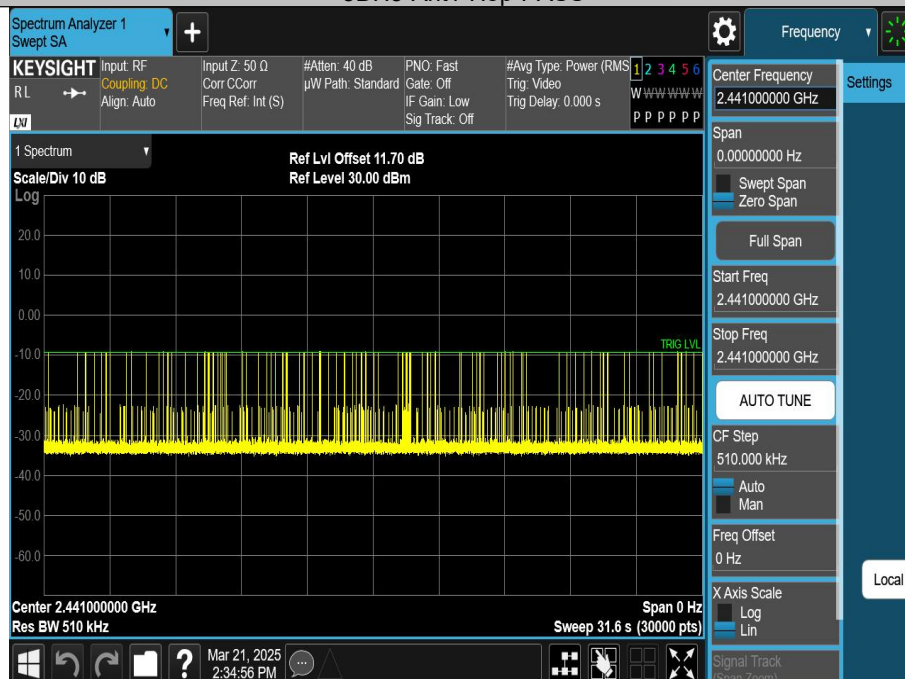 Spectrum Analyzer 1
Swept SA
Frequency
KEYSIGHT
RL
LXI
Input: RF
Coupling: DC
Align: Auto
Input Z: 50 Ω
Corr CCorr
Freq Ref: Int (S)
#Atten: 40 dB
µW Path: Standard
PNO: Fast
Gate: Off
IF Gain: Low
Sig Track: Off
#Avg Type: Power (RMS
Trig: Video
Trig Delay: 0.000 s
1 2 3 4 5 6
W W W W W W
P P P P P P
Center Frequency
2.441000000 GHz
Settings
Span
0.00000000 Hz
Swept Span
Zero Span
Full Span
Start Freq
2.441000000 GHz
Stop Freq
2.441000000 GHz
AUTO TUNE
CF Step
510.000 kHz
Auto
Man
Freq Offset
0 Hz
X Axis Scale
Log
Lin
Signal Track
(Span Zoom)
Local
1 Spectrum
Scale/Div 10 dB
Log
Ref Lvl Offset 11.70 dB
Ref Level 30.00 dBm
20.0
10.0
0.00
TRIG LVL
-10.0
-20.0
-30.0
-40.0
-50.0
-60.0
Center 2.441000000 GHz
Span 0 Hz
Res BW 510 kHz
Sweep 31.6 s (30000 pts)
?
Mar 21, 2025
2:34:56 PM